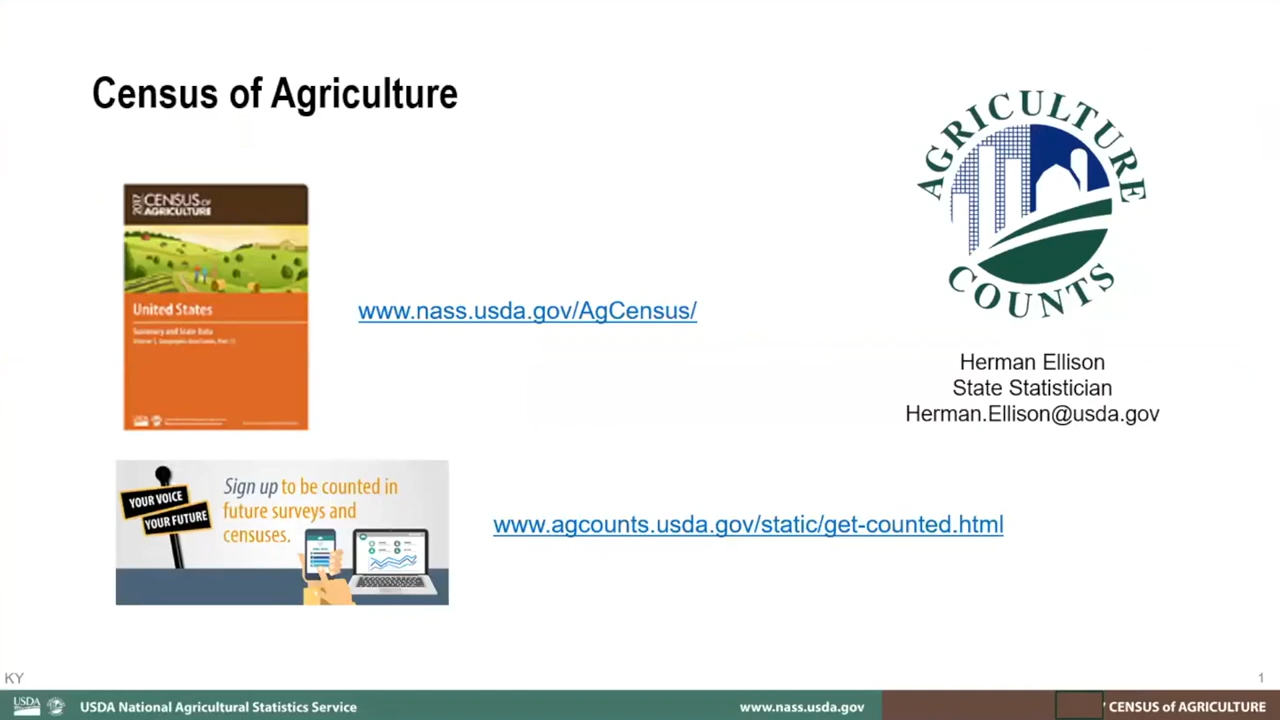 Census of Agriculture
AGRICULTURE
COUNTS
2017 CENSUS OF
AGRICULTURE
United States
Summary and State Data
www.nass.usda.gov/AgCensus/
Herman Ellison
State Statistician
Herman.Ellison@usda.gov
YOUR VOICE
YOUR FUTURE
Sign up to be counted in
future surveys and
censuses.
www.agcounts.usda.gov/static/get-counted.html
KY
1
USDA
USDA National Agricultural Statistics Service
www.nass.usda.gov
CENSUS of AGRICULTURE